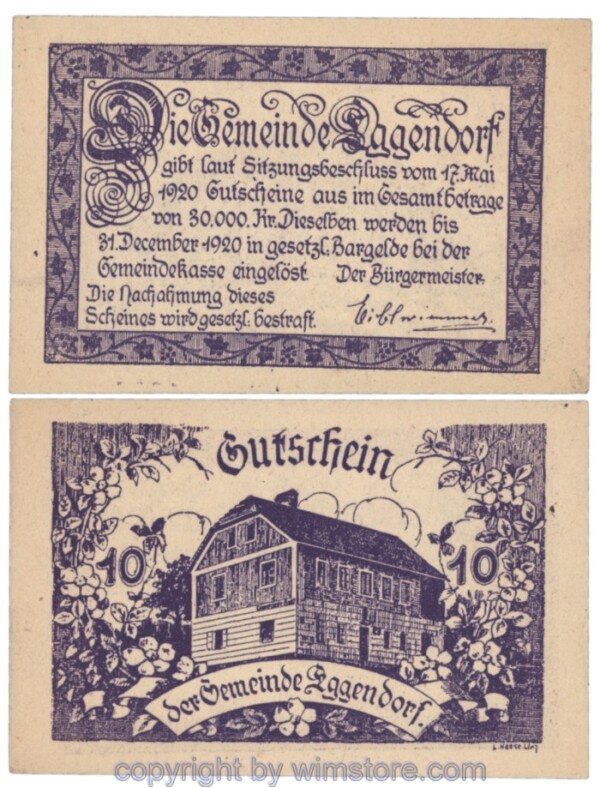 Die Gemeinde Eggendorf
gibt laut Sitzungsbeschluss vom 17. Mai
1920 Gutscheine aus im Gesamtbetrage
von 30,000. Kr. Dieselben werden bis
31. December 1920 in gesetzl. Bargelde bei der
Gemeindekasse eingelöst. Der Bürgermeister:
Die Nachahmung dieses
Scheines wird gesetzl: bestraft.
Gutschein
10 10
der Gemeinde Eggendorf.
copyright by wimstore.com